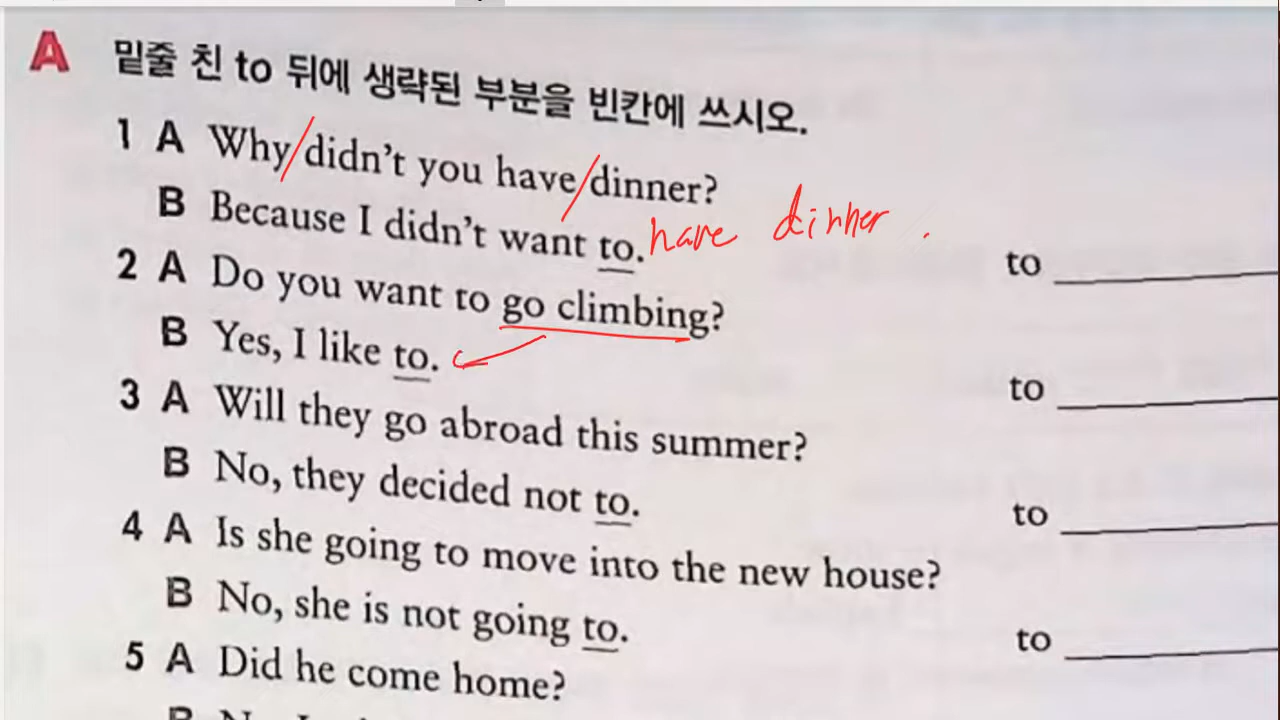 A 밑줄 친 to 뒤에 생략된 부분을 빈칸에 쓰시오.
1 A Why/didn't you have/dinner?
B Because I didn't want to. have dinner.
to
2 A Do you want to go climbing?
B Yes, I like to.
to
3 A Will they go abroad this summer?
B No, they decided not to.
to
4 A Is she going to move into the new house?
B No, she is not going to.
to
5 A Did he come home?